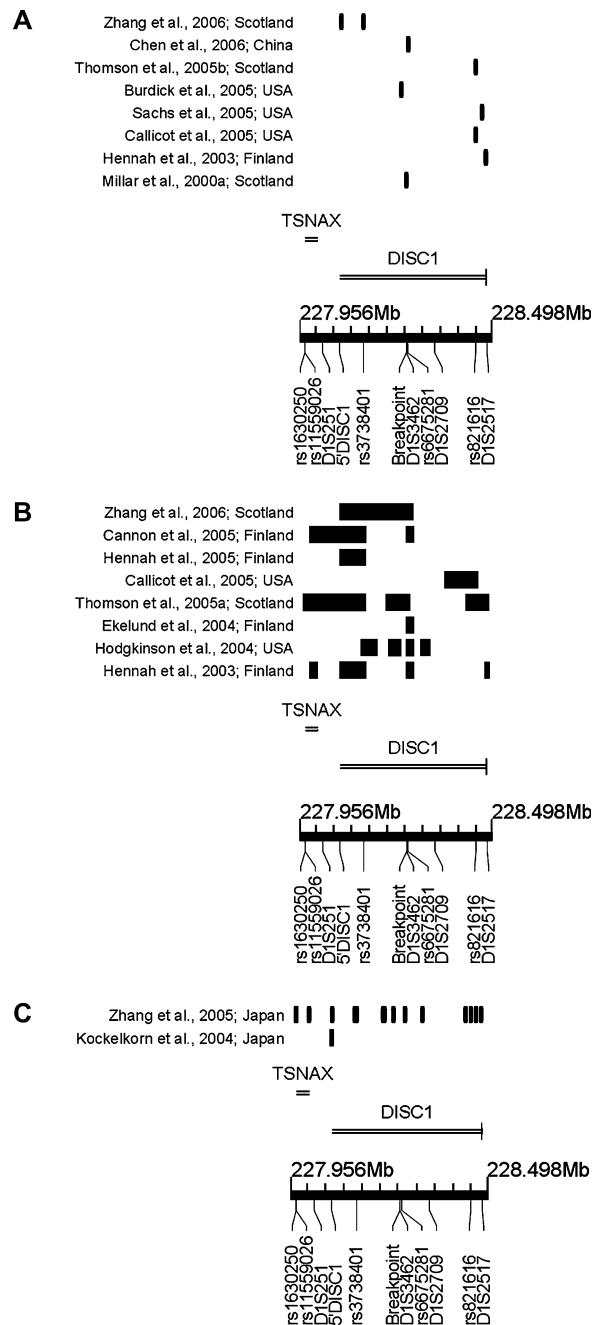 A
Zhang et al., 2006; Scotland
Chen et al., 2006; China
Thomson et al., 2005b; Scotland
Burdick et al., 2005; USA
Sachs et al., 2005; USA
Callicot et al., 2005; USA
Hennah et al., 2003; Finland
Millar et al., 2000a; Scotland
TSNAX
DISC1
227.956Mb 228.498Mb
rs1630250
rs11559026
D1S251
5'DISC1
rs3738401
Breakpoint
D1S3462
rs6675281
D1S2709
rs821616
D1S2517
B
Zhang et al., 2006; Scotland
Cannon et al., 2005; Finland
Hennah et al., 2005; Finland
Callicot et al., 2005; USA
Thomson et al., 2005a; Scotland
Ekelund et al., 2004; Finland
Hodgkinson et al., 2004; USA
Hennah et al., 2003; Finland
TSNAX
DISC1
227.956Mb 228.498Mb
rs1630250
rs11559026
D1S251
5'DISC1
rs3738401
Breakpoint
D1S3462
rs6675281
D1S2709
rs821616
D1S2517
C
Zhang et al., 2005; Japan
Kockelkorn et al., 2004; Japan
TSNAX
DISC1
227.956Mb 228.498Mb
rs1630250
rs11559026
D1S251
5'DISC1
rs3738401
Breakpoint
D1S3462
rs6675281
D1S2709
rs821616
D1S2517